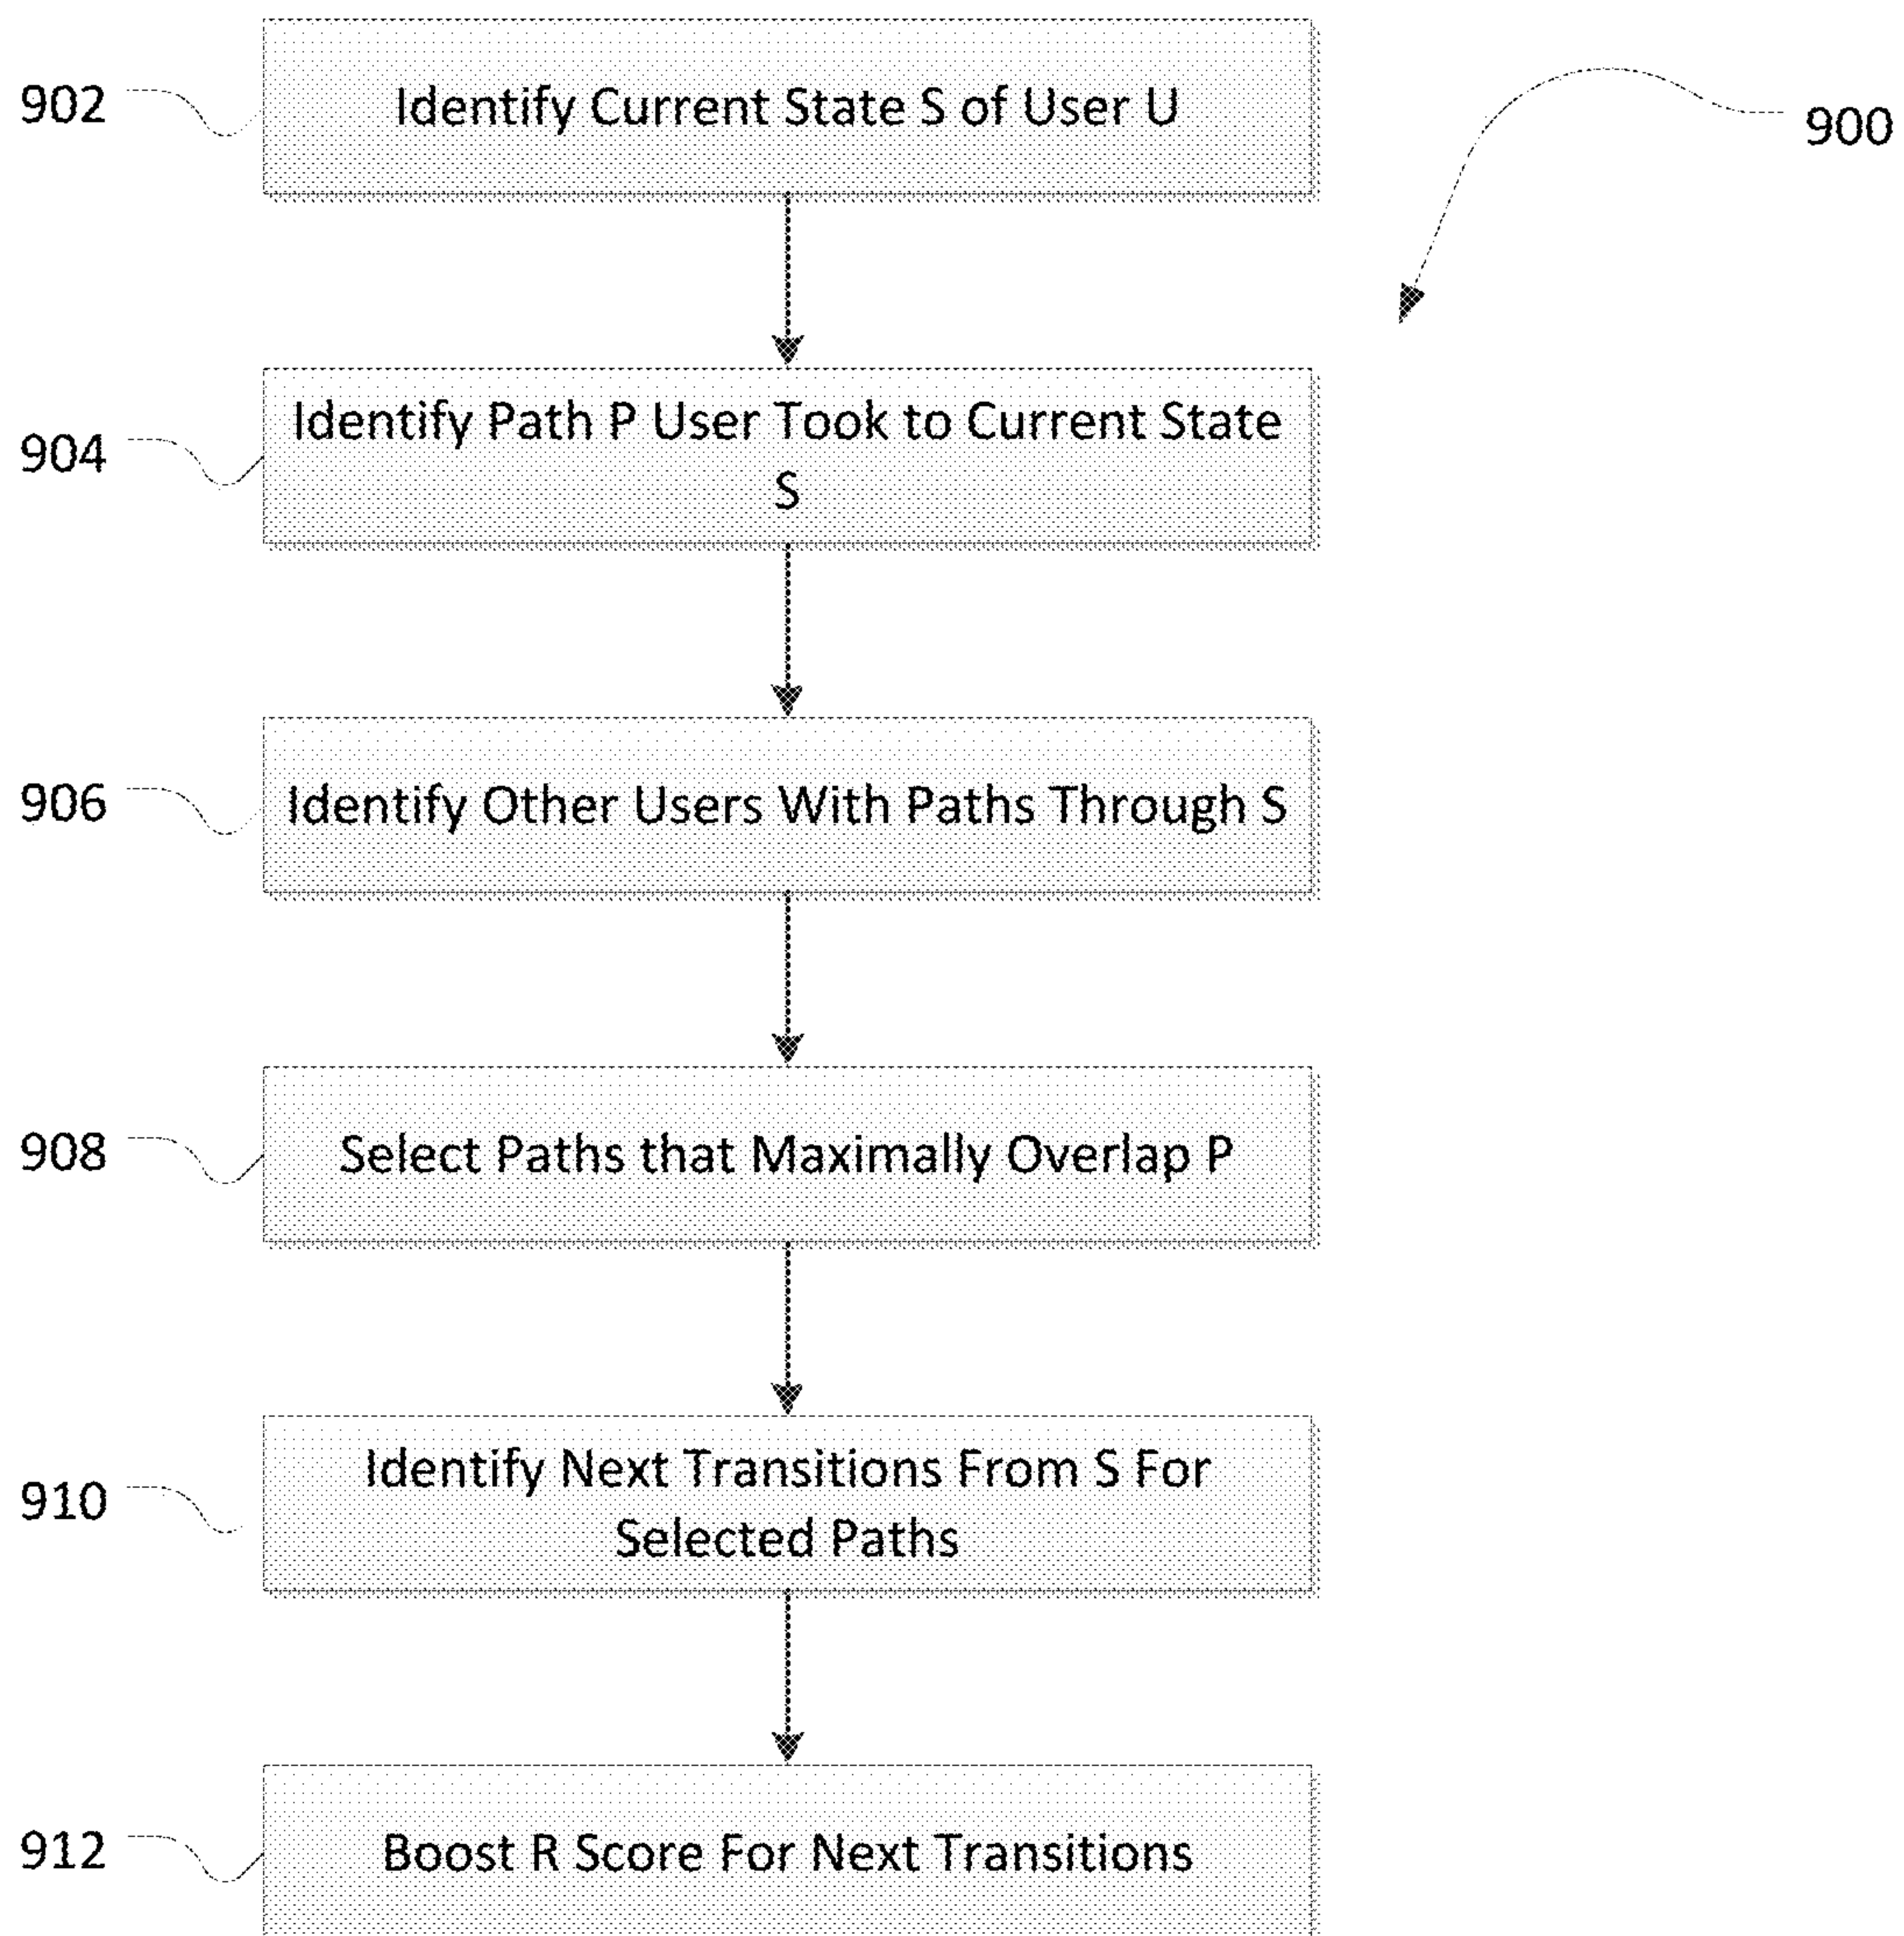 902
Identify Current State S of User U
900
904
Identify Path P User Took to Current State
S
906
Identify Other Users With Paths Through S
908
Select Paths that Maximally Overlap P
910
Identify Next Transitions From S For
Selected Paths
912
Boost R Score For Next Transitions